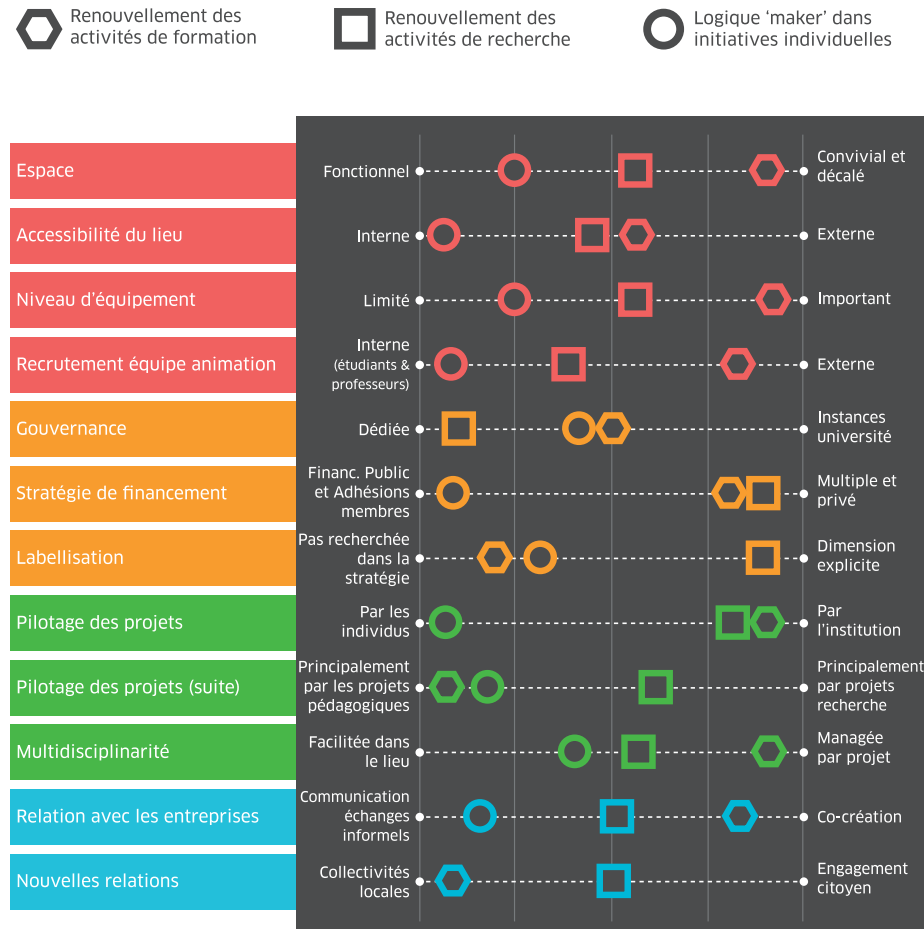 Renouvellement des
activités de formation
Renouvellement des
activités de recherche
Logique ‘maker’ dans
initiatives individuelles
Espace
Fonctionnel
Convivial et
décalé
Accessibilité du lieu
Interne
Externe
Niveau d’équipement
Limité
Important
Recrutement équipe animation
Interne
(étudiants &
professeurs)
Externe
Gouvernance
Dédiée
Instances
université
Stratégie de financement
Financ. Public
et Adhésions
membres
Multiple et
privé
Labellisation
Pas recherchée
dans la
stratégie
Dimension
explicite
Pilotage des projets
Par les
individus
Par
l’institution
Pilotage des projets (suite)
Principalement
par les projets
pédagogiques
Principalement
par projets
recherche
Multidisciplinarité
Facilitée dans
le lieu
Managée
par projet
Relation avec les entreprises
Communication
échanges
informels
Co-création
Nouvelles relations
Collectivités
locales
Engagement
citoyen